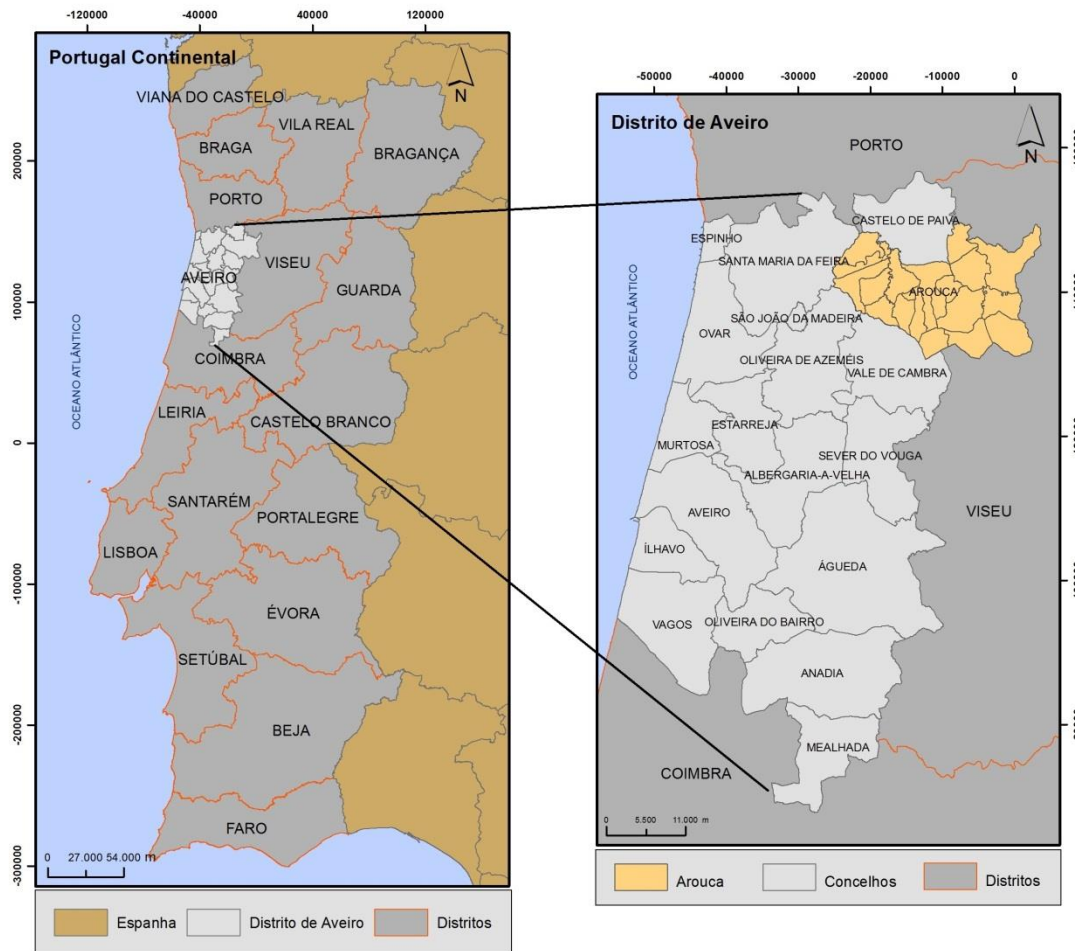 -120000 -40000 40000 120000
Portugal Continental
N
VIANA DO CASTELO
VILA REAL
BRAGA
BRAGANÇA
PORTO
AVEIRO
VISEU
GUARDA
COIMBRA
LEIRIA
CASTELO BRANCO
SANTARÉM
PORTALEGRE
LISBOA
ÉVORA
SETÚBAL
BEJA
FARO
OCEANO ATLÂNTICO
200000
100000
0
-100000
-200000
-300000
0 27.000 54.000 m
Espanha
Distrito de Aveiro
Distritos
-50000 -40000 -30000 -20000 -10000 0
Distrito de Aveiro
N
PORTO
CASTELO DE PAIVA
ESPINHO
SANTA MARIA DA FEIRA
AROUCA
SÃO JOÃO DA MADEIRA
OVAR
OLIVEIRA DE AZEMÉIS
VALE DE CAMBRA
ESTARREJA
MURTOSA
SEVER DO VOUGA
ALBERGARIA-A-VELHA
AVEIRO
VISEU
ÍLHAVO
ÁGUEDA
VAGOS
OLIVEIRA DO BAIRRO
ANADIA
MEALHADA
COIMBRA
OCEANO ATLÂNTICO
0 5.500 11.000 m
Arouca
Concelhos
Distritos